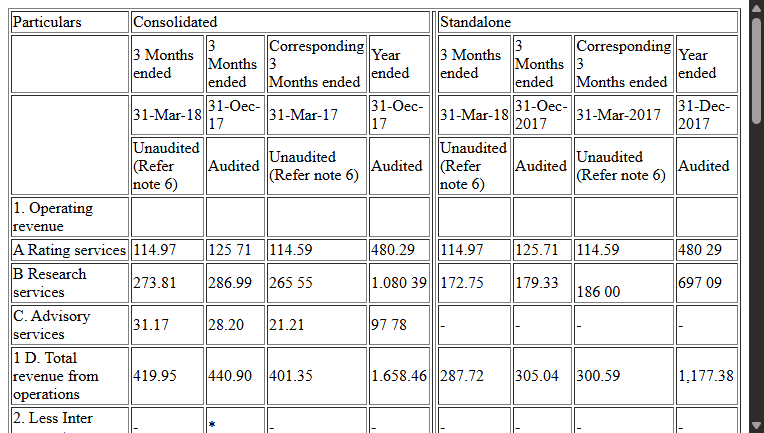 Particulars Consolidated Standalone
3 Months ended 3 Months ended Corresponding 3 Months ended Year ended 3 Months ended 3 Months ended Corresponding 3 Months ended Year ended
31-Mar-18 31-Oec-17 31-Mar-17 31-Oec-17 31-Mar-18 31-Oec-2017 31-Mar-2017 31-Dec-2017
Unaudited (Refer note 6) Audited Unaudited (Refer note 6) Audited Unaudited (Refer note 6) Audited Unaudited (Refer note 6) Audited
1. Operating revenue
A Rating services 114.97 125 71 114.59 480.29 114.97 125.71 114.59 480 29
B Research services 273.81 286.99 265 55 1.080 39 172.75 179.33 186 00 697 09
C. Advisory services 31.17 28.20 21.21 97 78 - - - -
1 D. Total revenue from operations 419.95 440.90 401.35 1.658.46 287.72 305.04 300.59 1,177.38
2. Less Inter - * - - - - - -